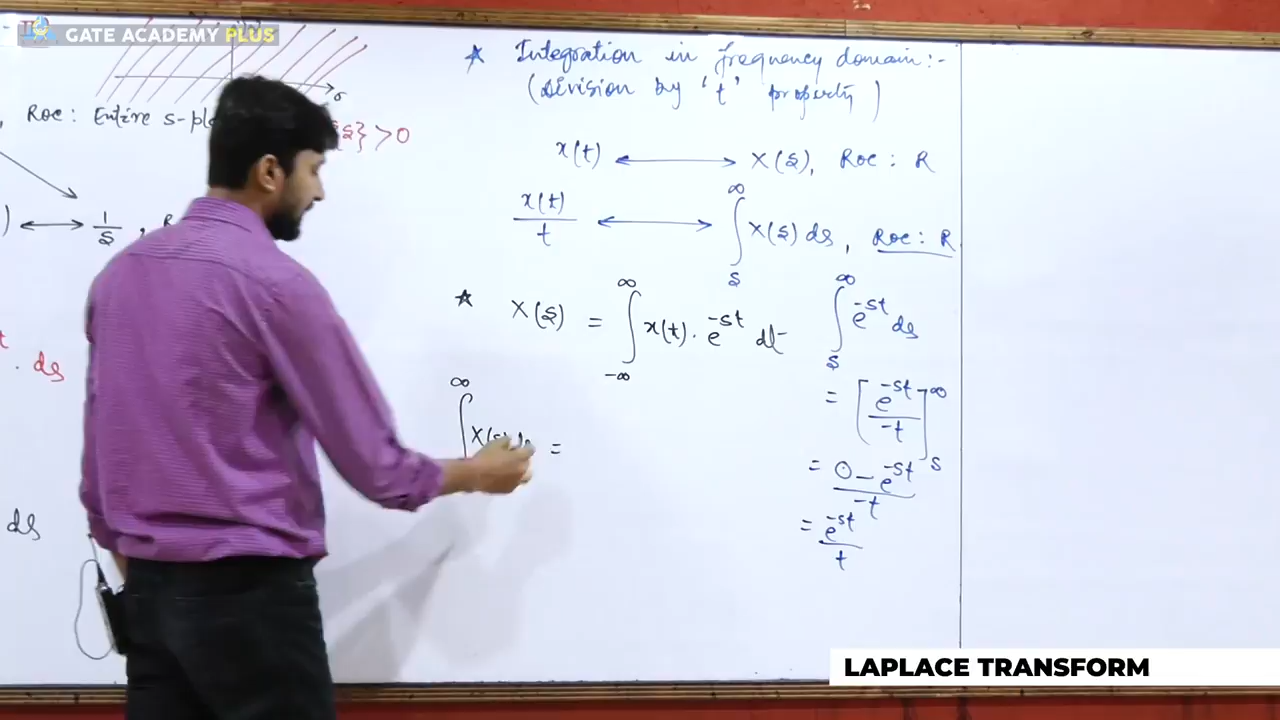 GATE ACADEMY PLUS
Roc: Entire s-pl
{s} > 0
σ
) ⟷ 1/s ,
. ds
ds
★ Integration in frequency domain:-
(Division by 't' property)
x(t) ⟷ X(s), Roc: R
x(t)/t ⟷ ∫_s^∞ X(s) ds, Roc: R
★ X(s) = ∫_{-∞}^{∞} x(t) . e^{-st} dt
∫^∞ X(s) ds =
∫_s^∞ e^{-st} ds
= [e^{-st}/-t]_s^∞
= 0 - e^{-st}/-t
= e^{-st}/t
LAPLACE TRANSFORM